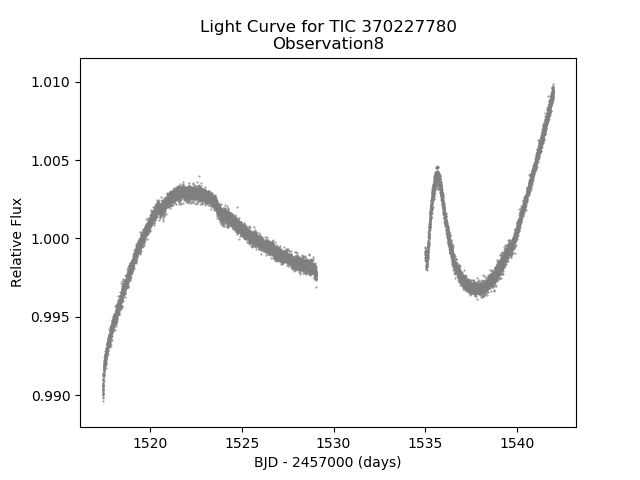 Light Curve for TIC 370227780
Observation8
1.010
1.005
1.000
0.995
0.990
Relative Flux
1520
1525
1530
1535
1540
BJD - 2457000 (days)